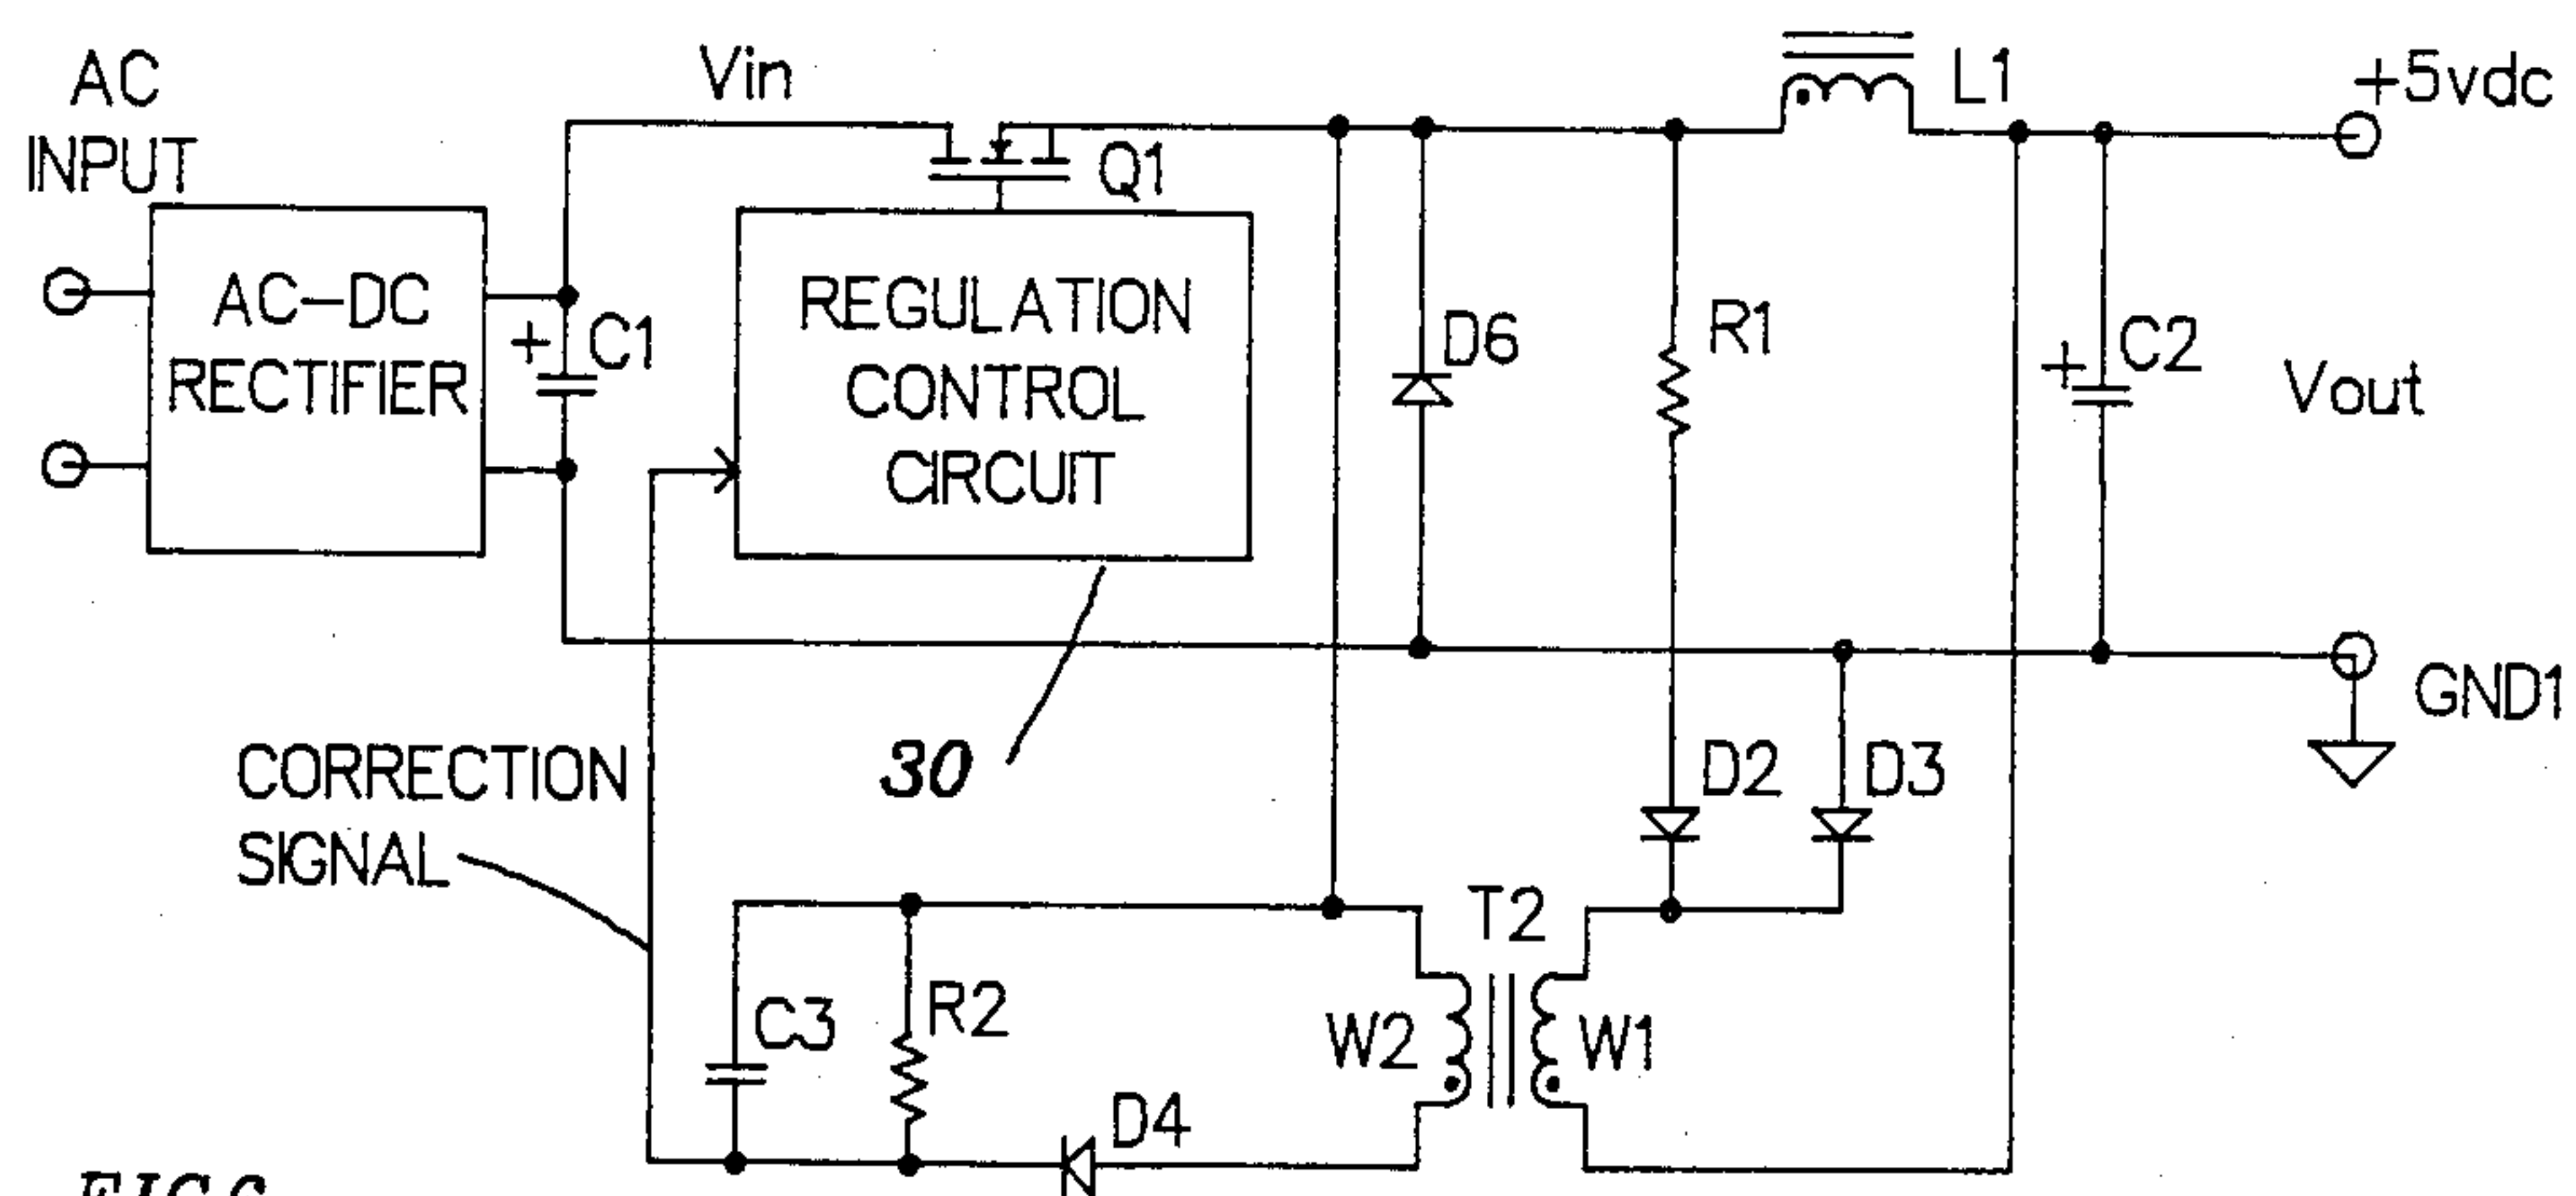 AC
INPUT
Vin
L1
+5vdc
Q1
AC-DC
RECTIFIER
+ C1
REGULATION
CONTROL
CIRCUIT
D6
R1
+ C2
Vout
GND1
CORRECTION
SIGNAL
30
D2
D3
T2
C3
R2
W2
W1
D4